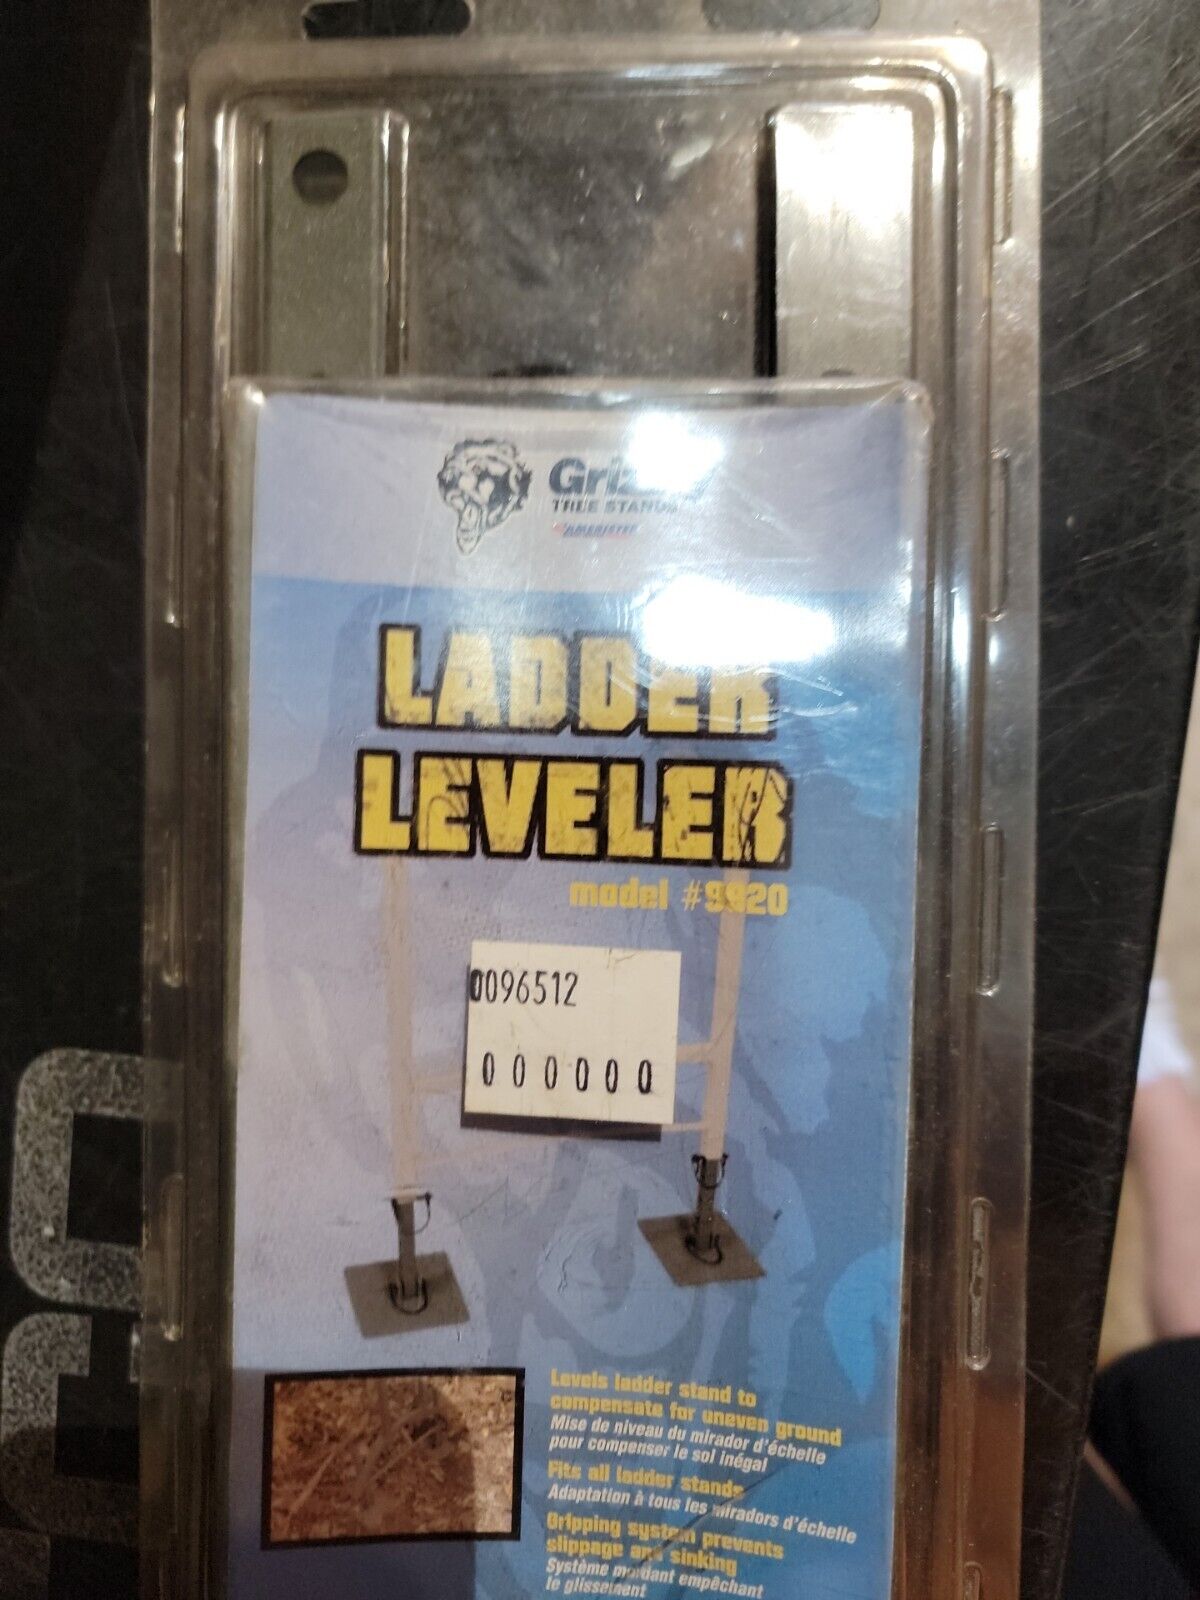 Grizzly
TREE STANDS
AMERISTEP
LADDER
LEVELER
model #9920
0096512
000000
Levels ladder stand to
compensate for uneven ground
Mise de niveau du mirador d'échelle
pour compenser le sol inégal
Fits all ladder stands
Adaptation à tous les miradors d'échelle
Gripping system prevents
slippage and sinking
Système mordant empêchant
le glissement